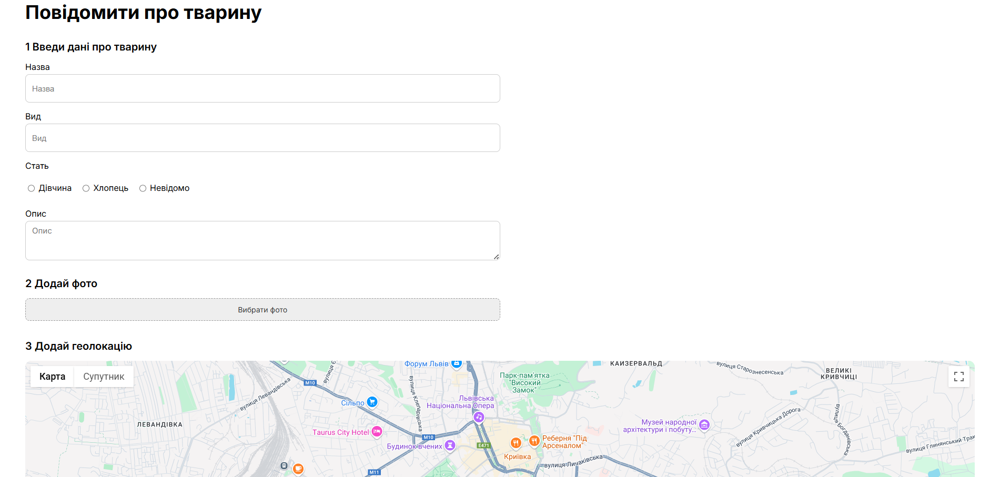 Повідомити про тварину
1 Введи дані про тварину
Назва
Назва
Вид
Вид
Стать
Дівчина Хлопець Невідомо
Опис
Опис
2 Додай фото
Вибрати фото
3 Додай геолокацію
Карта Супутник
Форум Львів
КАЙЗЕРВАЛЬД
вулиця Старознесенська
ВЕЛИКІ
КРИВЧИЦІ
Парк-пам'ятка
"Високий
Замок"
M10
вулиця Є
вулиця Левандівська
вулиця Клепарівська
Сільпо
Львівська
Національна Опера
ЛЕВАНДІВКА
Taurus City Hotel
M10
Будинок вчених
E471
Реберня "Під
Арсеналом"
Криївка
Музей народної
архітектури і побуту...
вулиця Кривчицька Дорога
вулиця Богданівська
вулиця Глинянський Трак
вулиця Личаківська
M11